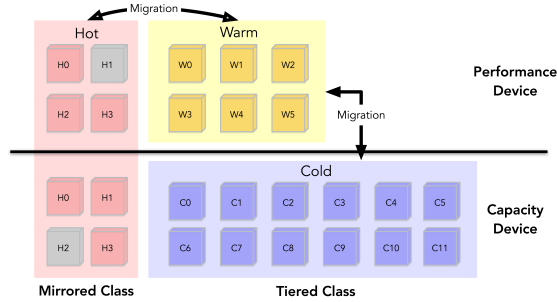 Migration
Hot
Warm
H0 H1 W0 W1 W2
H2 H3 W3 W4 W5
Performance
Device
Migration
Cold
H0 H1 C0 C1 C2 C3 C4 C5
H2 H3 C6 C7 C8 C9 C10 C11
Capacity
Device
Mirrored Class
Tiered Class